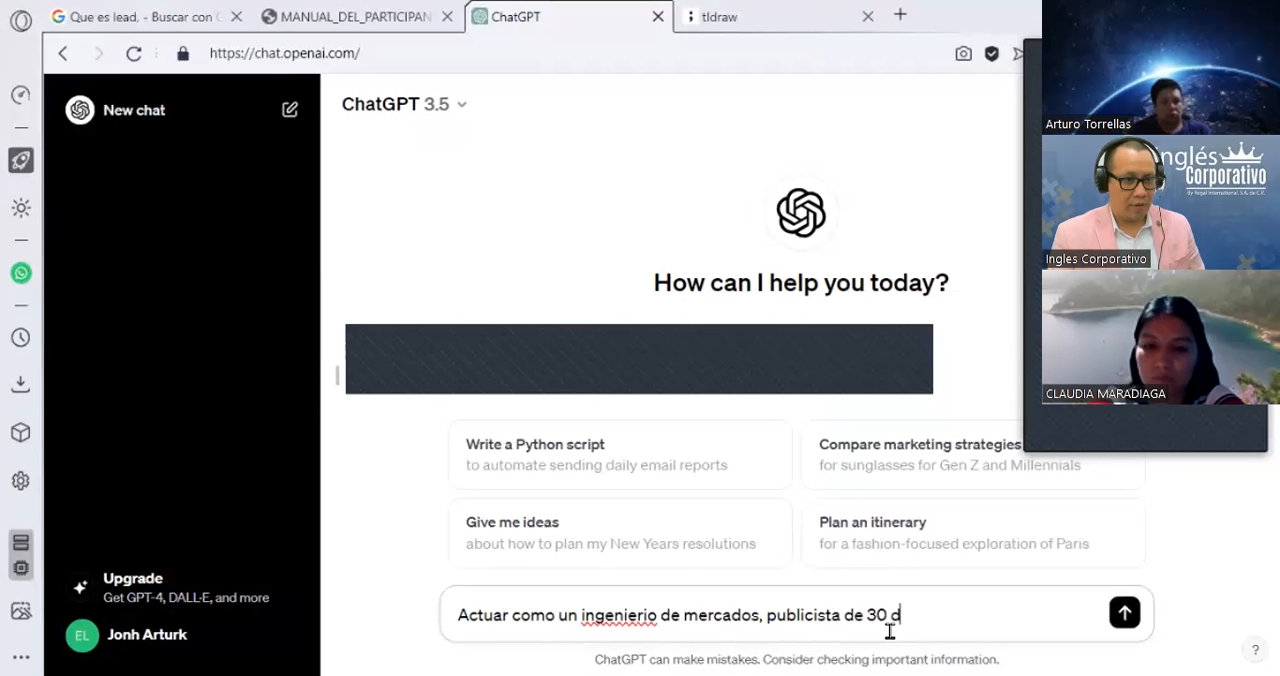 Que es lead, - Buscar con
MANUAL_DEL_PARTICIPAN
ChatGPT
tldraw
https://chat.openai.com/
New chat
ChatGPT 3.5
Arturo Torrellas
inglés
Corporativo
By Regal International, S.A. de C.V.
Ingles Corporativo
CLAUDIA MARADIAGA
How can I help you today?
Write a Python script
to automate sending daily email reports
Compare marketing strategies
for sunglasses for Gen Z and Millennials
Give me ideas
about how to plan my New Years resolutions
Plan an itinerary
for a fashion-focused exploration of Paris
Upgrade
Get GPT-4, DALL·E, and more
EL
Jonh Arturk
Actuar como un ingenierio de mercados, publicista de 30 d
ChatGPT can make mistakes. Consider checking important information.
?